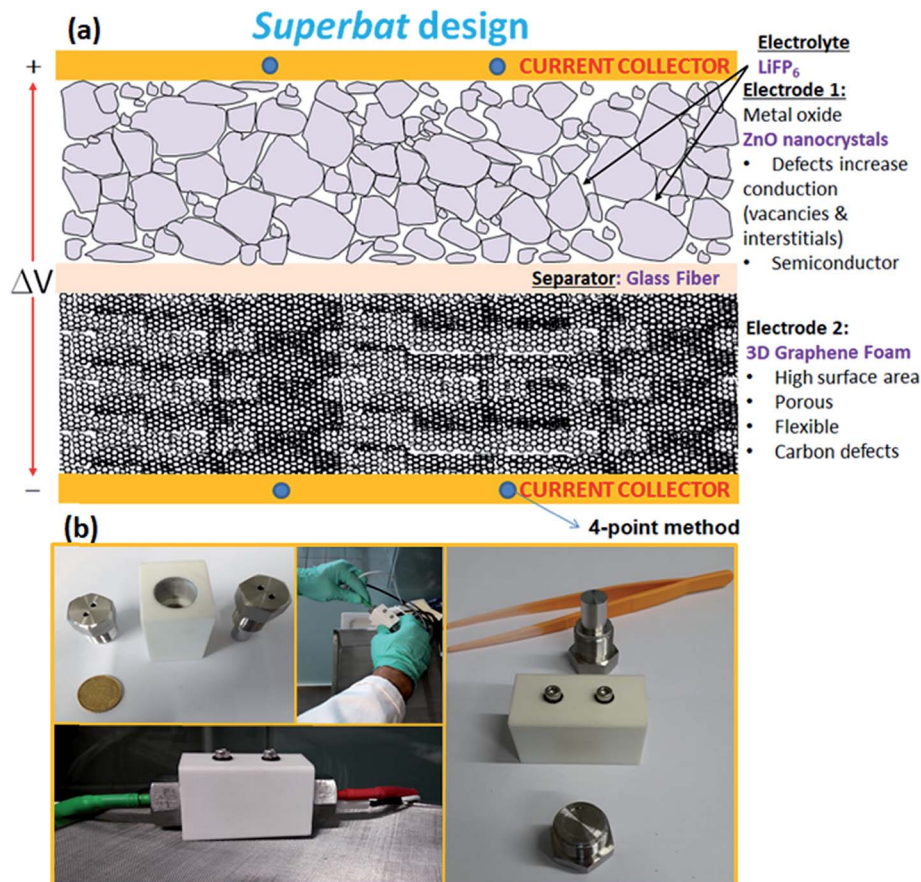 (a)
Superbat design
+
CURRENT COLLECTOR
Electrolyte
LiFP₆
Electrode 1:
Metal oxide
ZnO nanocrystals
• Defects increase
conduction
(vacancies &
interstitials)
• Semiconductor
ΔV
Separator: Glass Fiber
Electrode 2:
3D Graphene Foam
• High surface area
• Porous
• Flexible
• Carbon defects
−
CURRENT COLLECTOR
4-point method
(b)